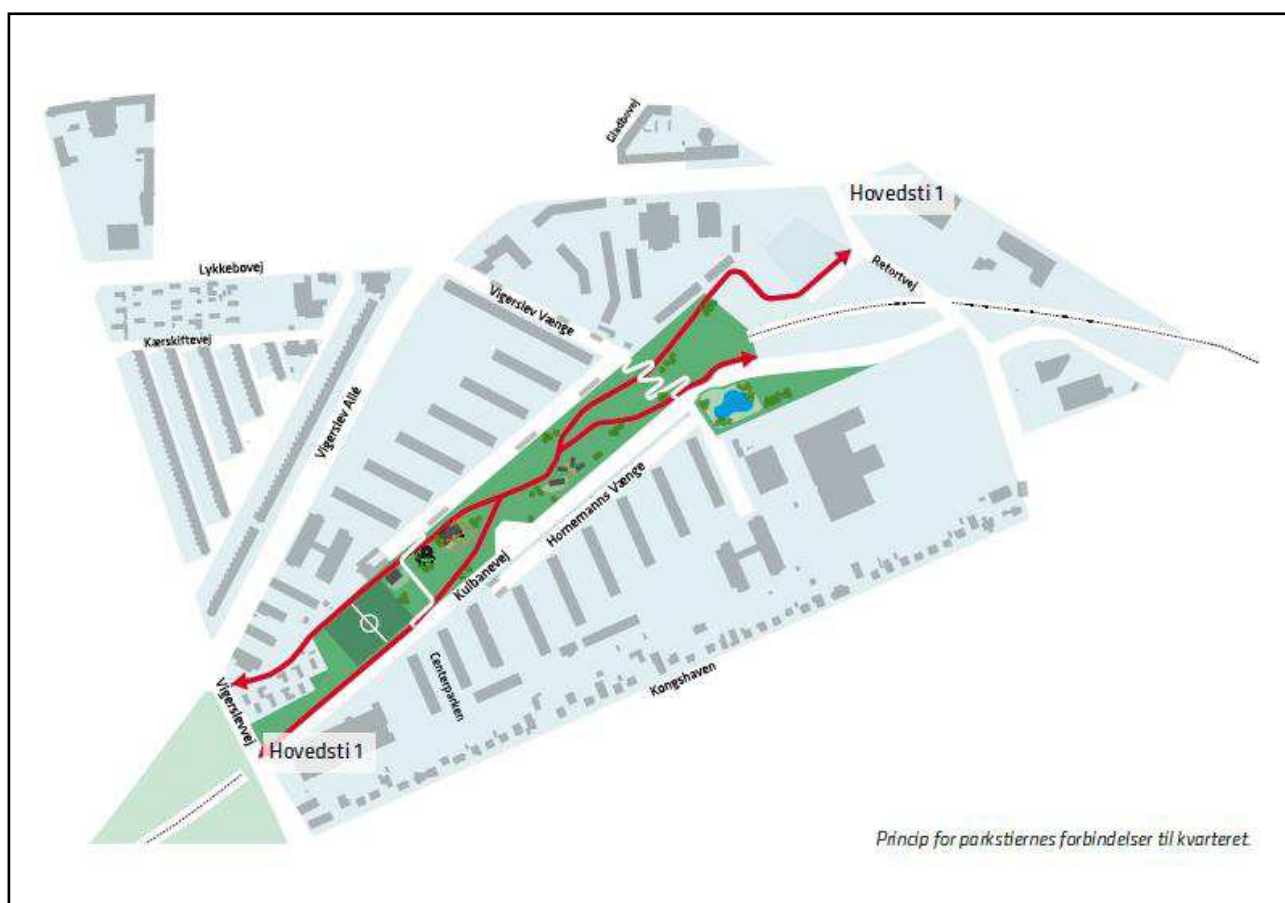 Gladbovej
Hovedsti 1
Retortvej
Lykkebovej
Vigerslev Vænge
Kærskiftevej
Vigerslev Allé
Hornemanns Vænge
Kulbanevej
Centerparken
Kongshaven
Vigerslevvej
Hovedsti 1
Princip for parkstiernes forbindelser til kvarteret.